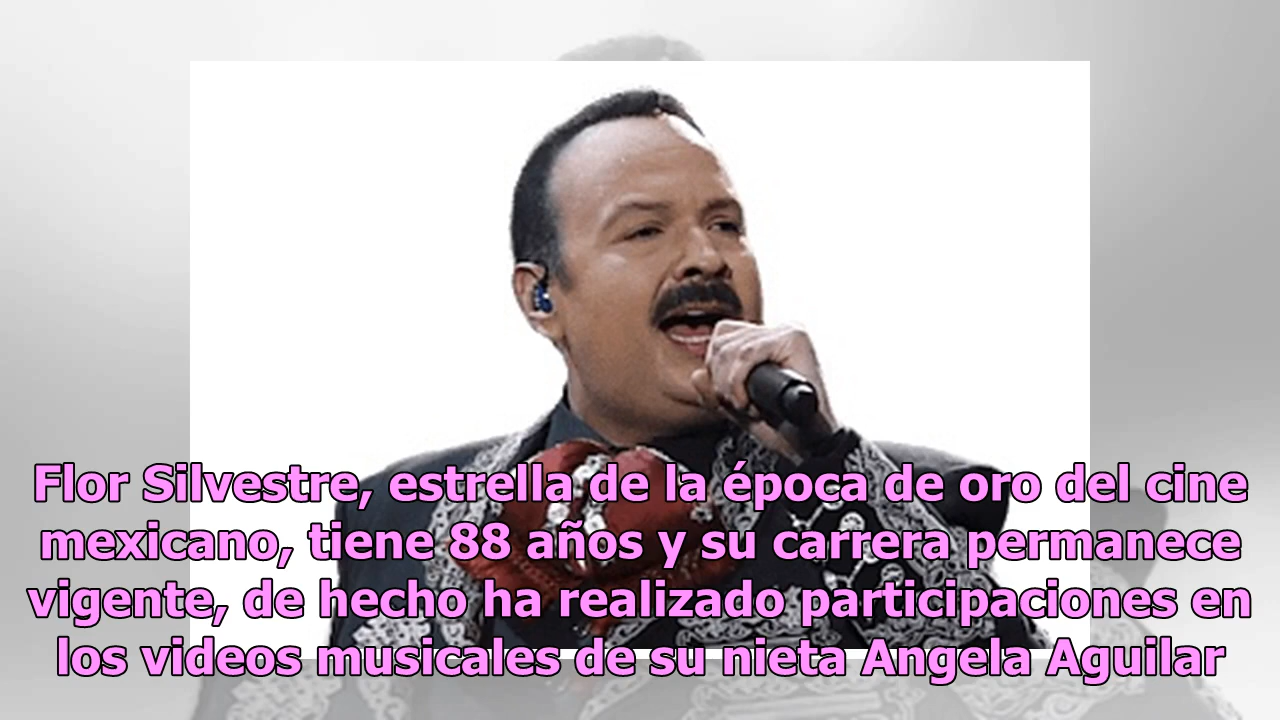 Flor Silvestre, estrella de la época de oro del cine
mexicano, tiene 88 años y su carrera permanece
vigente, de hecho ha realizado participaciones en
los videos musicales de su nieta Angela Aguilar